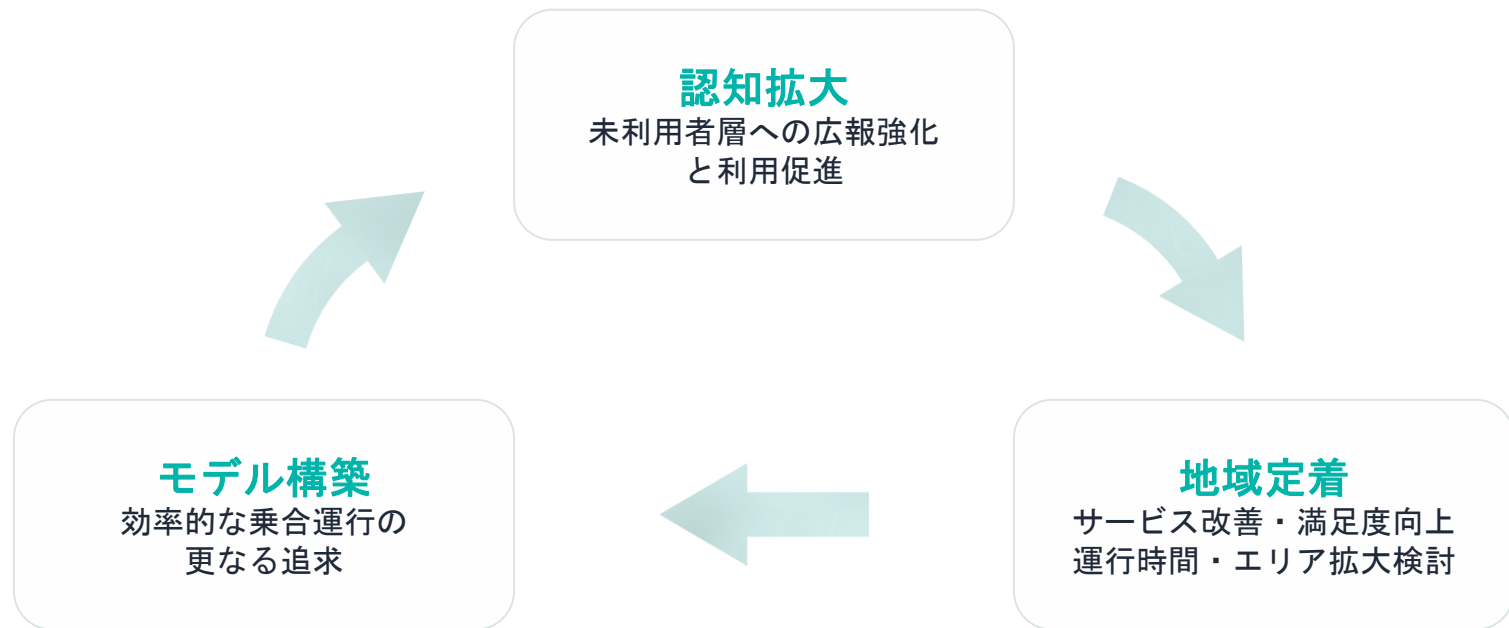 認知拡大
未利用者層への広報強化
と利用促進
モデル構築
効率的な乗合運行の
更なる追求
地域定着
サービス改善・満足度向上
運行時間・エリア拡大検討